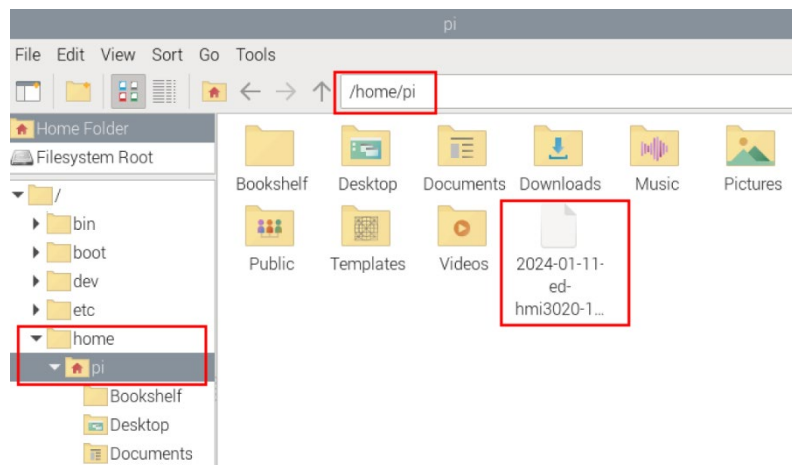 pi
File Edit View Sort Go Tools
/home/pi
Home Folder
Filesystem Root
/
bin
boot
dev
etc
home
pi
Bookshelf
Desktop
Documents
Bookshelf Desktop Documents Downloads Music Pictures
Public Templates Videos 2024-01-11-
ed-
hmi3020-1...